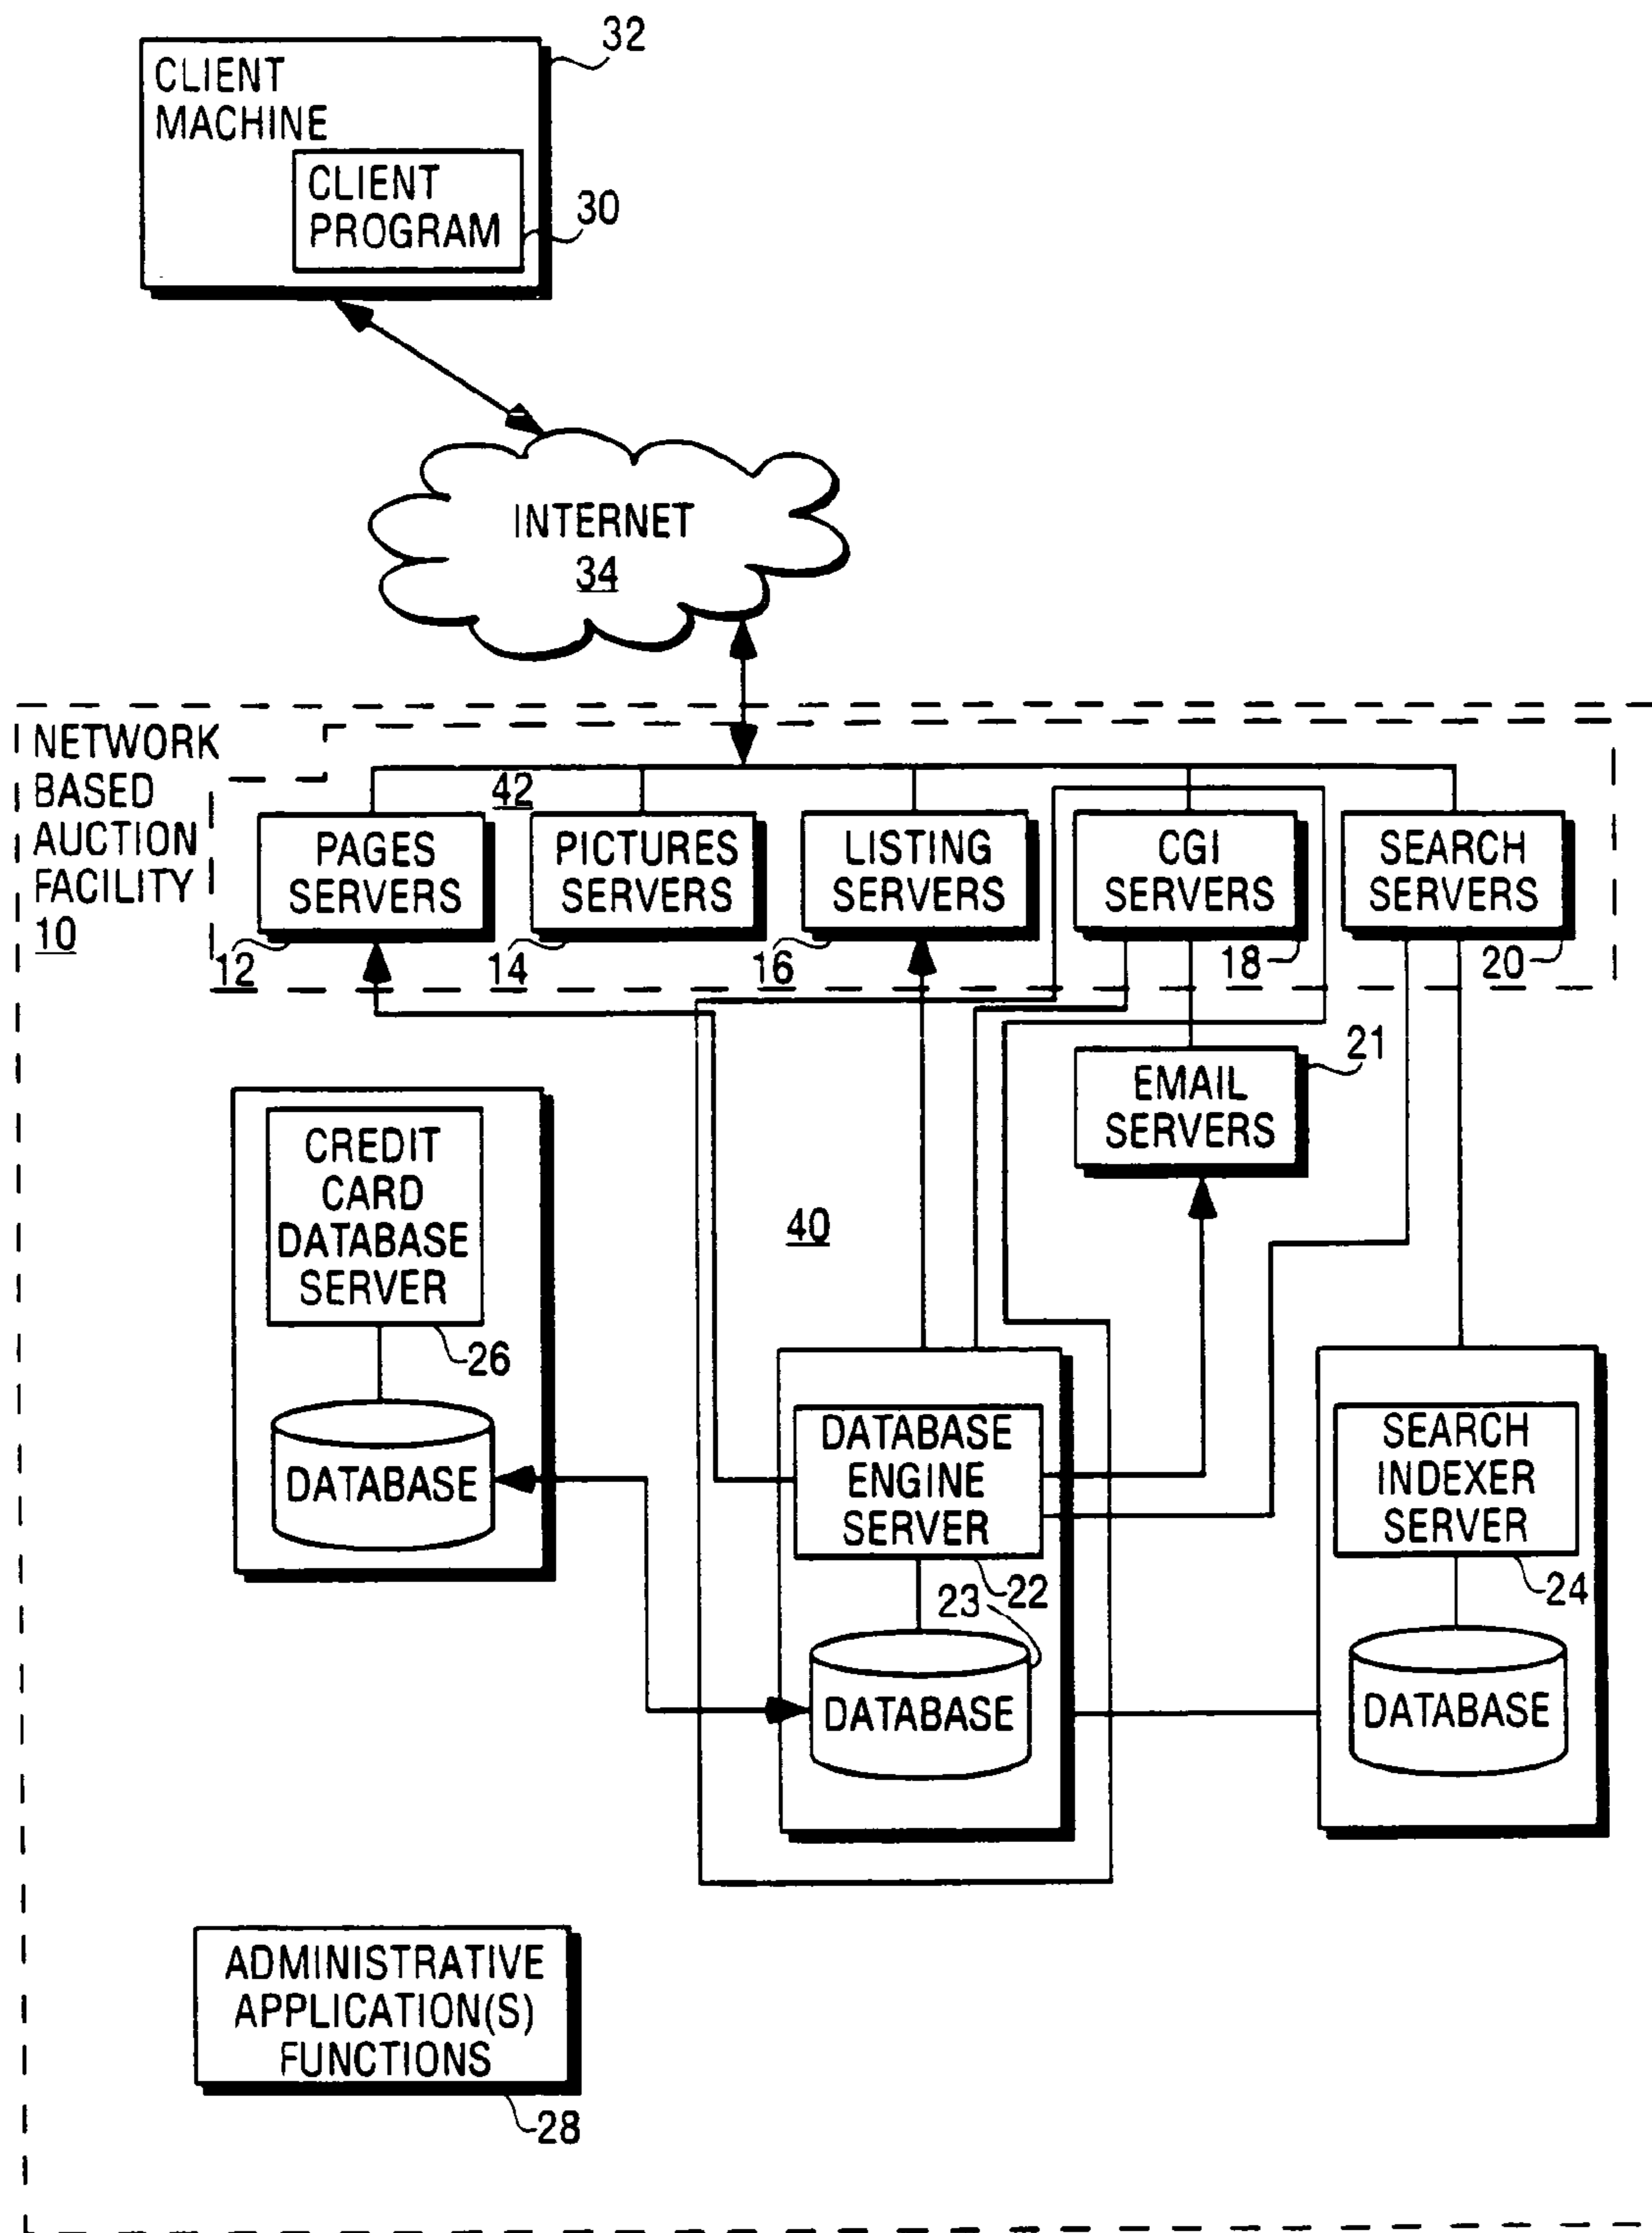 32
CLIENT
MACHINE
CLIENT
PROGRAM
30
INTERNET
34
NETWORK
BASED
AUCTION
FACILITY
10
42
PAGES
SERVERS
12
PICTURES
SERVERS
14
LISTING
SERVERS
16
CGI
SERVERS
18
SEARCH
SERVERS
20
21
EMAIL
SERVERS
CREDIT
CARD
DATABASE
SERVER
26
DATABASE
40
DATABASE
ENGINE
SERVER
22
23
DATABASE
SEARCH
INDEXER
SERVER
24
DATABASE
ADMINISTRATIVE
APPLICATION(S)
FUNCTIONS
28